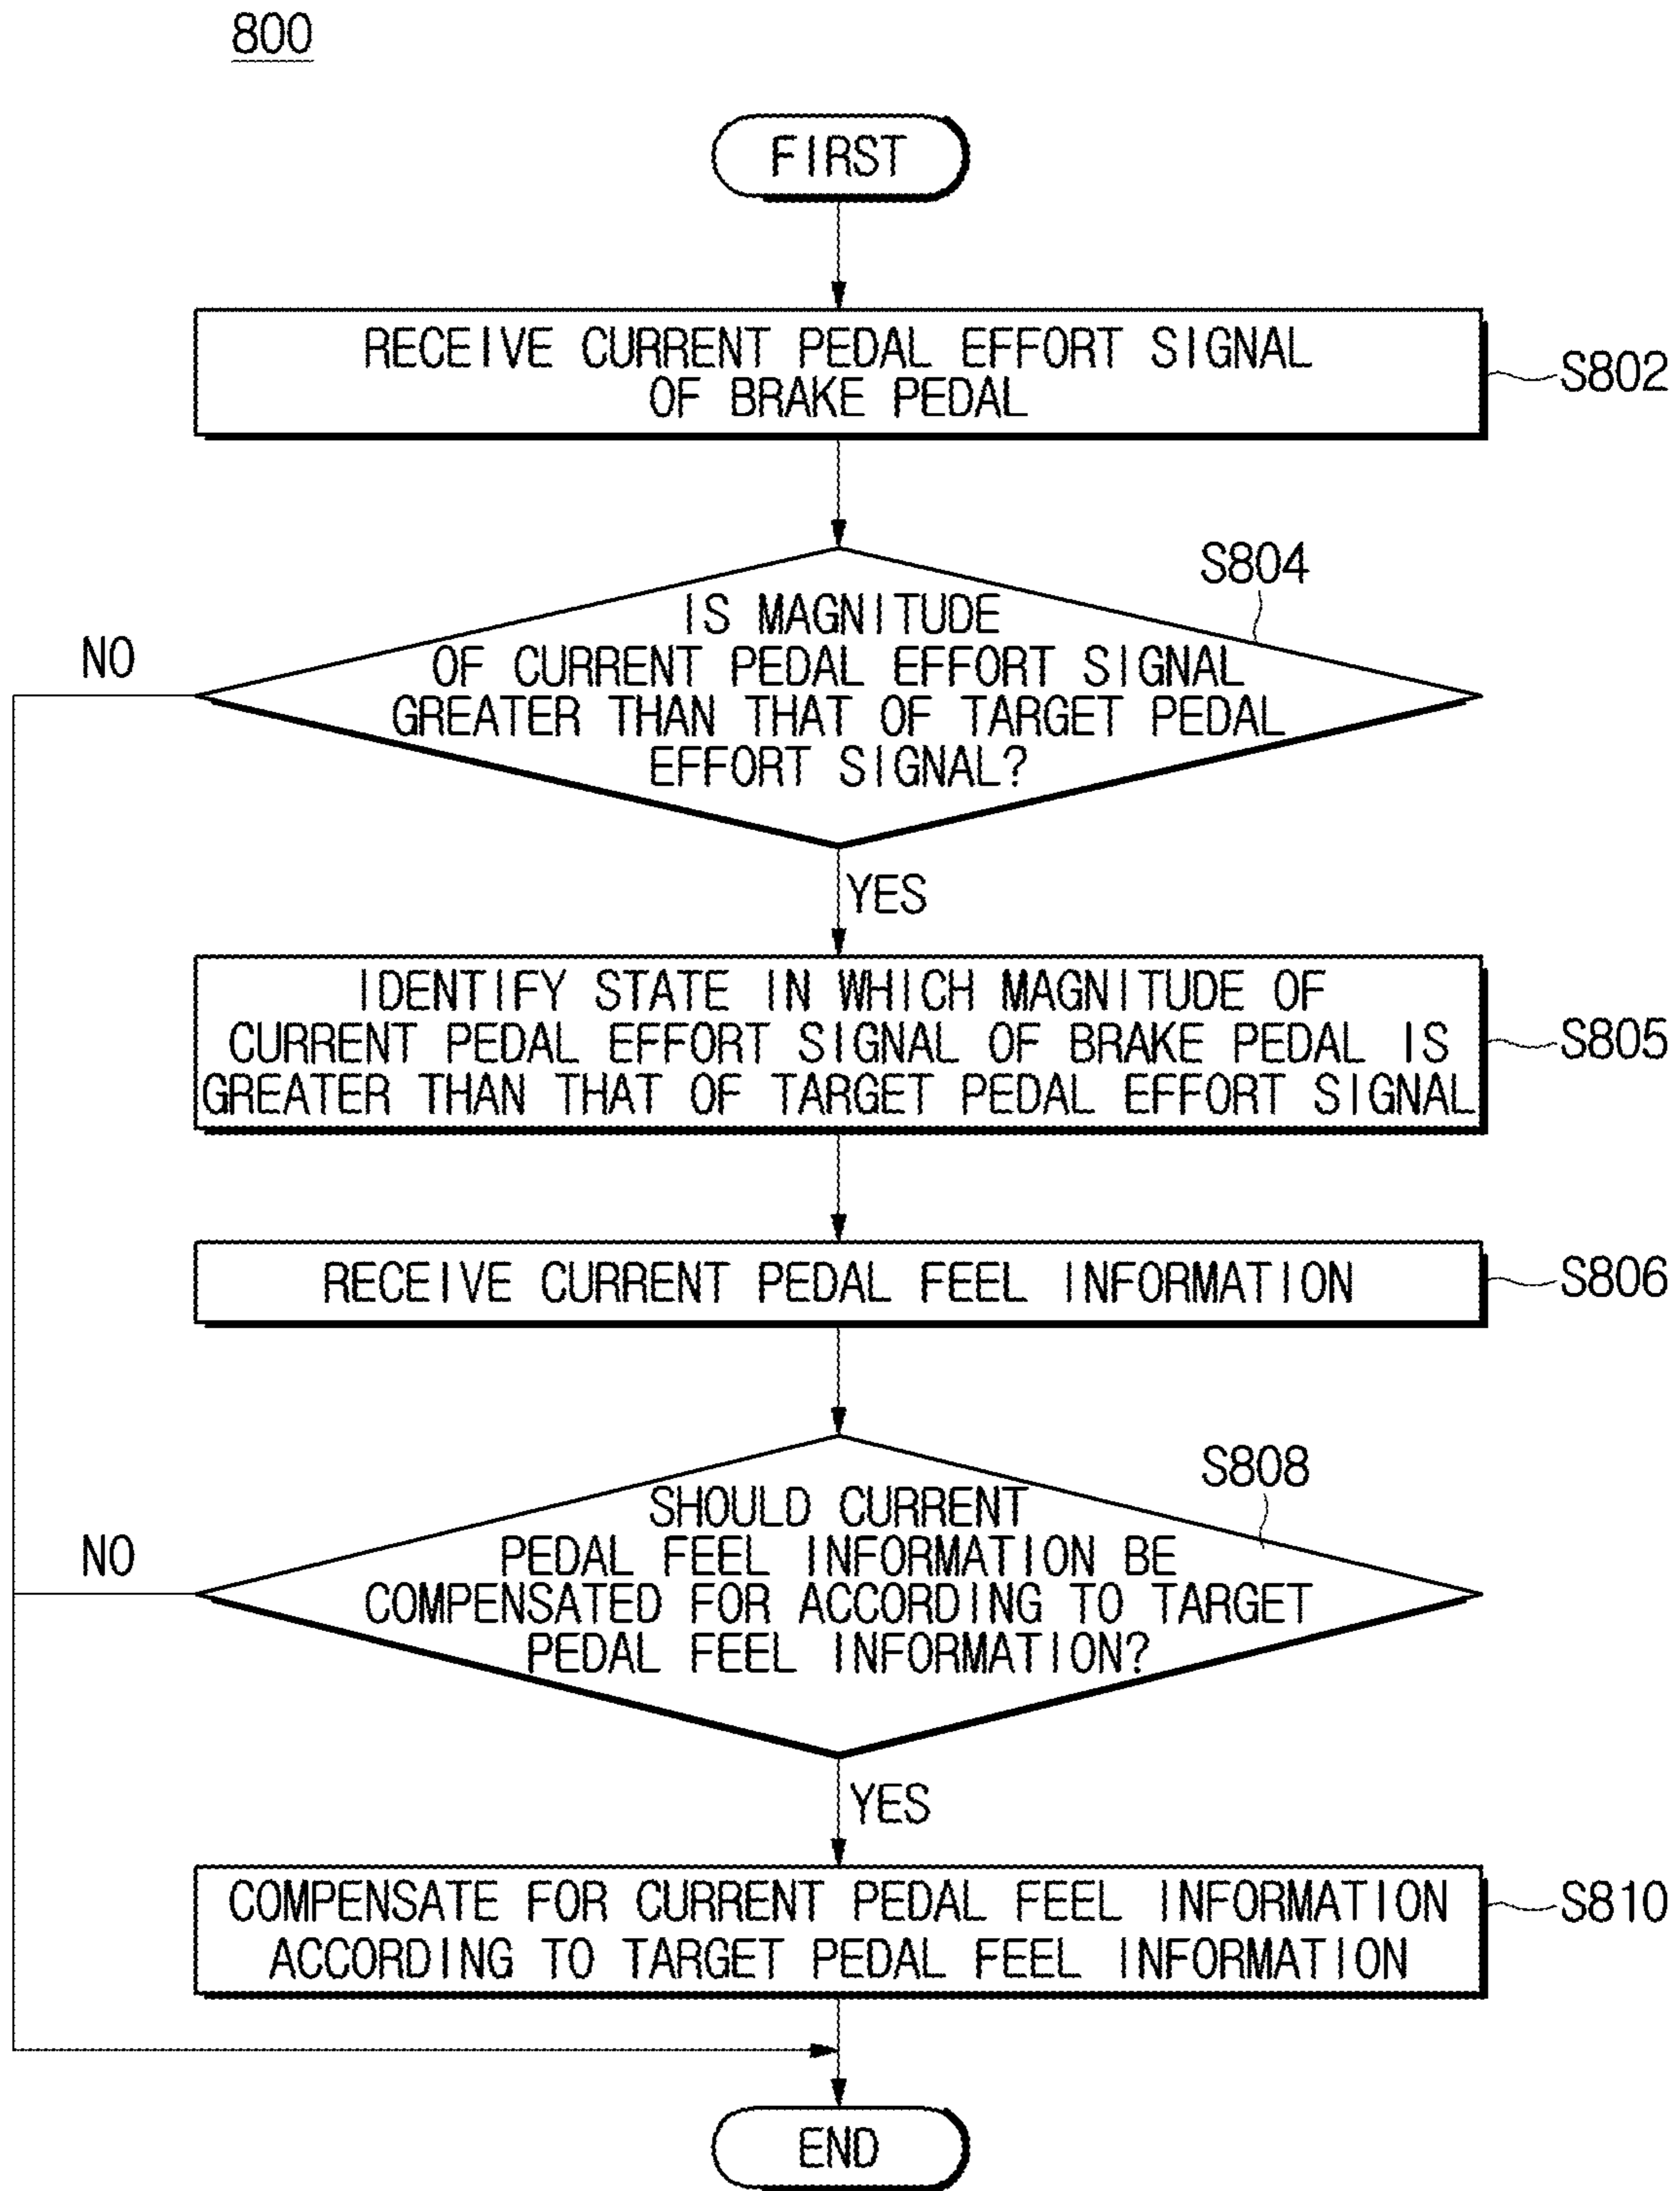 800
FIRST
RECEIVE CURRENT PEDAL EFFORT SIGNAL
OF BRAKE PEDAL
S802
S804
IS MAGNITUDE
OF CURRENT PEDAL EFFORT SIGNAL
GREATER THAN THAT OF TARGET PEDAL
EFFORT SIGNAL?
NO
YES
IDENTIFY STATE IN WHICH MAGNITUDE OF
CURRENT PEDAL EFFORT SIGNAL OF BRAKE PEDAL IS
GREATER THAN THAT OF TARGET PEDAL EFFORT SIGNAL
S805
RECEIVE CURRENT PEDAL FEEL INFORMATION
S806
S808
SHOULD CURRENT
PEDAL FEEL INFORMATION BE
COMPENSATED FOR ACCORDING TO TARGET
PEDAL FEEL INFORMATION?
NO
YES
COMPENSATE FOR CURRENT PEDAL FEEL INFORMATION
ACCORDING TO TARGET PEDAL FEEL INFORMATION
S810
END